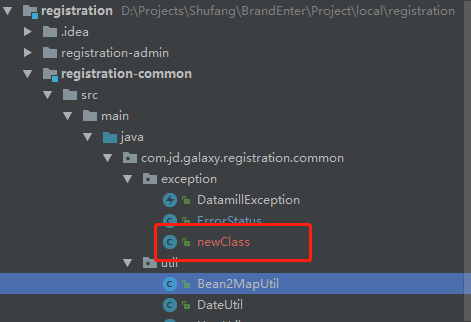 registration D:\Projects\Shufang\BrandEnter\Project\local\registration
.idea
registration-admin
registration-common
src
main
java
com.jd.galaxy.registration.common
exception
DatamillException
ErrorStatus
newClass
util
Bean2MapUtil
DateUtil